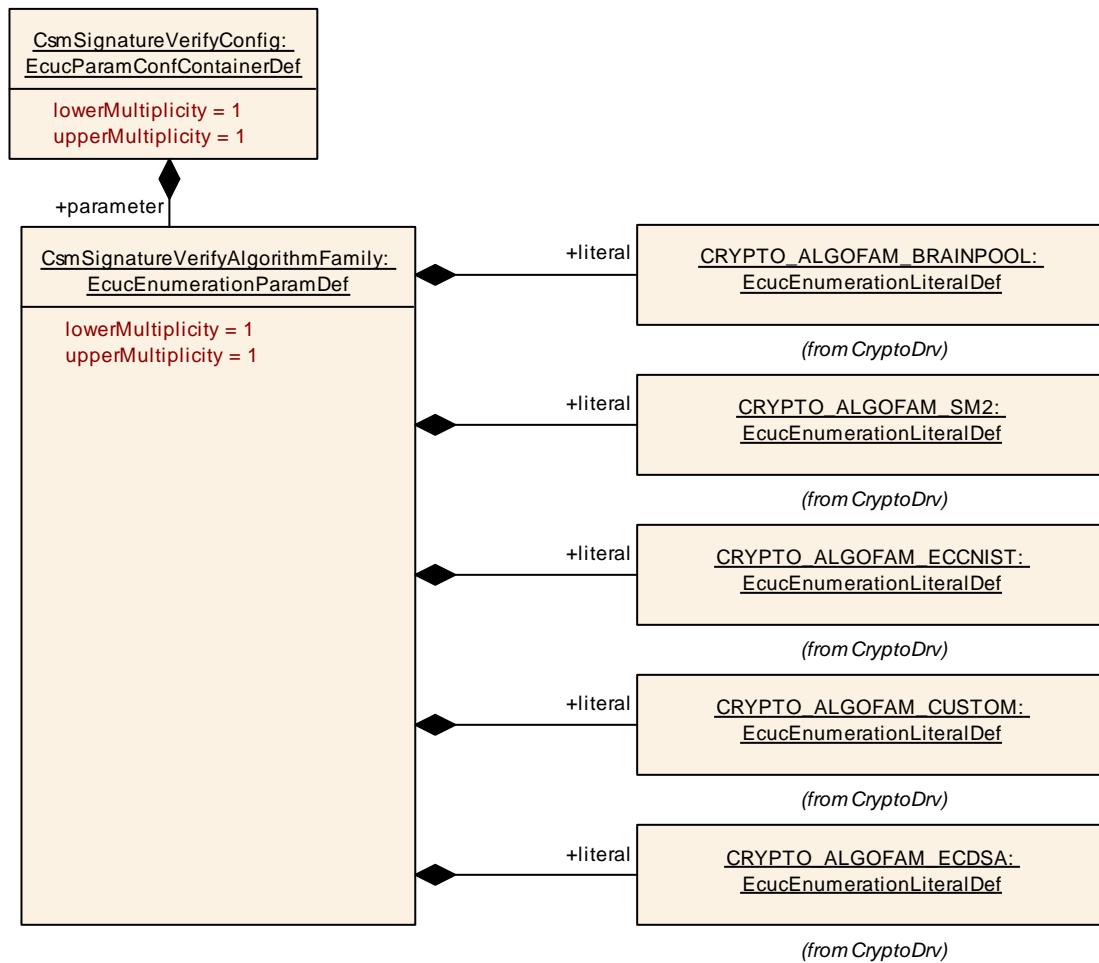 CsmSignatureVerifyConfig:
EcucParamConfContainerDef
lowerMultiplicity = 1
upperMultiplicity = 1
+parameter
CsmSignatureVerifyAlgorithmFamily:
EcucEnumerationParamDef
lowerMultiplicity = 1
upperMultiplicity = 1
+literal
CRYPTO_ALGOFAM_BRAINPOOL:
EcucEnumerationLiteralDef
(from CryptoDrv)
+literal
CRYPTO_ALGOFAM_SM2:
EcucEnumerationLiteralDef
(from CryptoDrv)
+literal
CRYPTO_ALGOFAM_ECCNIST:
EcucEnumerationLiteralDef
(from CryptoDrv)
+literal
CRYPTO_ALGOFAM_CUSTOM:
EcucEnumerationLiteralDef
(from CryptoDrv)
+literal
CRYPTO_ALGOFAM_ECDSA:
EcucEnumerationLiteralDef
(from CryptoDrv)